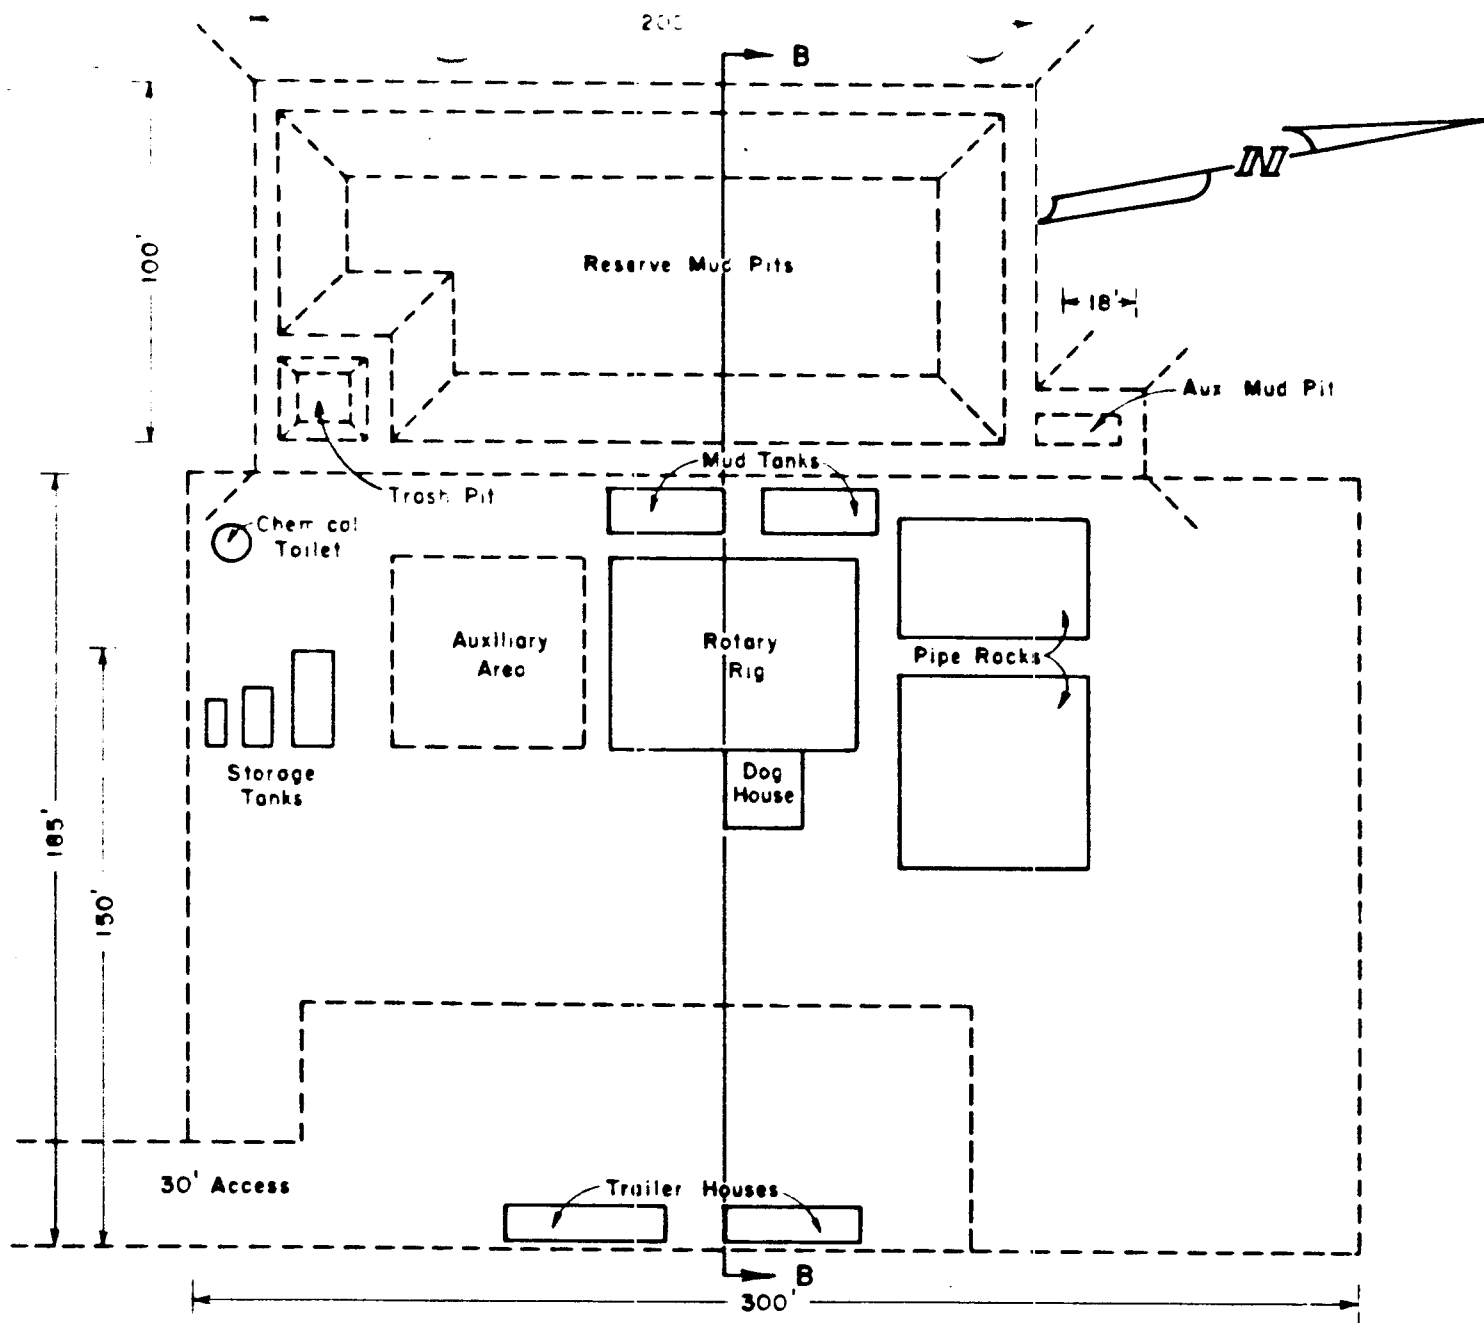 B
N
100'
Reserve Mud Pits
18'
Aux Mud Pit
Mud Tanks
Trash Pit
Chemical
Toilet
Auxiliary
Area
Rotary
Rig
Pipe Racks
Storage
Tanks
Dog
House
185'
150'
30' Access
Trailer Houses
B
300'